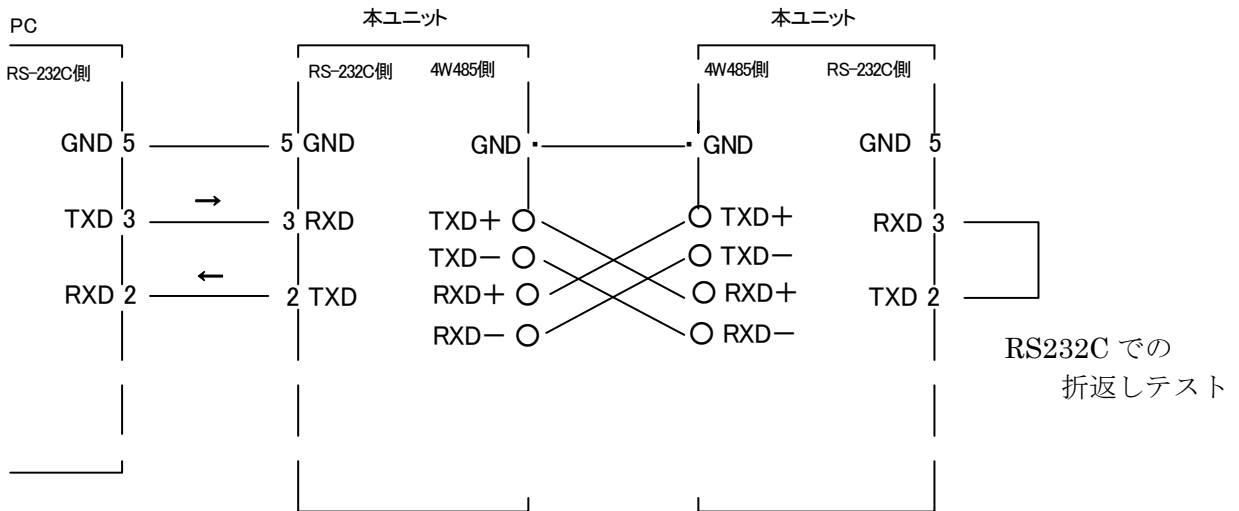 PC
本ユニット
本ユニット
RS-232C側
RS-232C側
4W485側
4W485側
RS-232C側
GND 5
5 GND
GND
GND
GND 5
→
TXD 3
3 RXD
TXD+
TXD+
RXD 3
TXD-
TXD-
←
RXD 2
2 TXD
RXD+
RXD+
TXD 2
RXD-
RXD-
RS232C での
折返しテスト